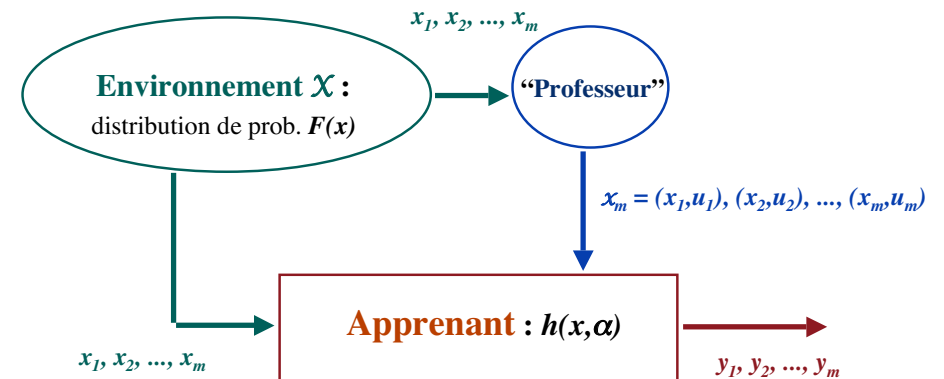 x₁, x₂, ..., xₘ
Environnement 𝒳 :
distribution de prob. F(x)
“Professeur”
𝓍ₘ = (x₁,u₁), (x₂,u₂), ..., (xₘ,uₘ)
Apprenant : h(x,α)
x₁, x₂, ..., xₘ
y₁, y₂, ..., yₘ